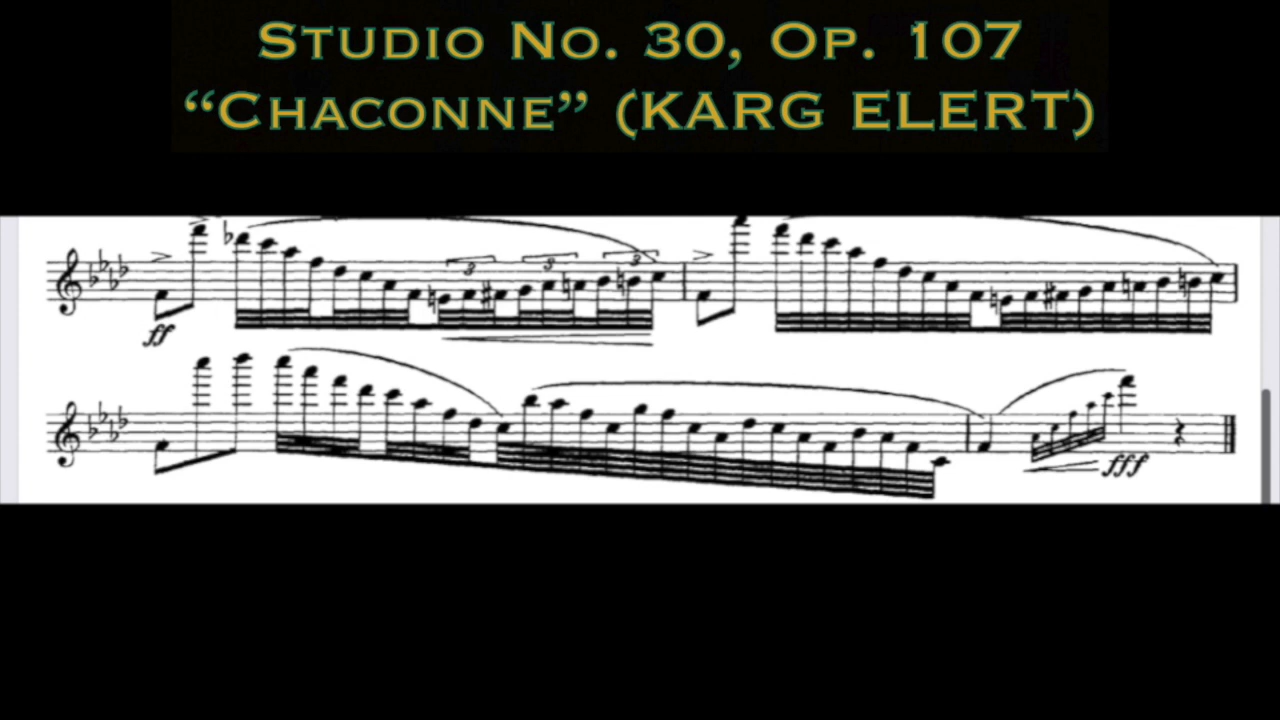 STUDIO NO. 30, OP. 107
“CHACONNE” (KARG ELERT)
3 3 3
ff
fff